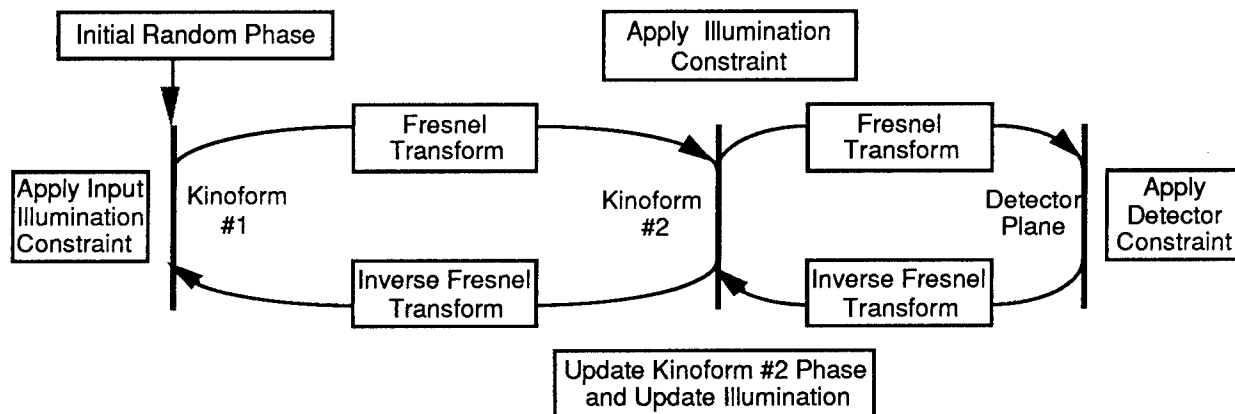 Initial Random Phase
Apply Illumination
Constraint
Fresnel
Transform
Fresnel
Transform
Apply Input
Illumination
Constraint
Kinoform
#1
Kinoform
#2
Detector
Plane
Apply
Detector
Constraint
Inverse Fresnel
Transform
Inverse Fresnel
Transform
Update Kinoform #2 Phase
and Update Illumination